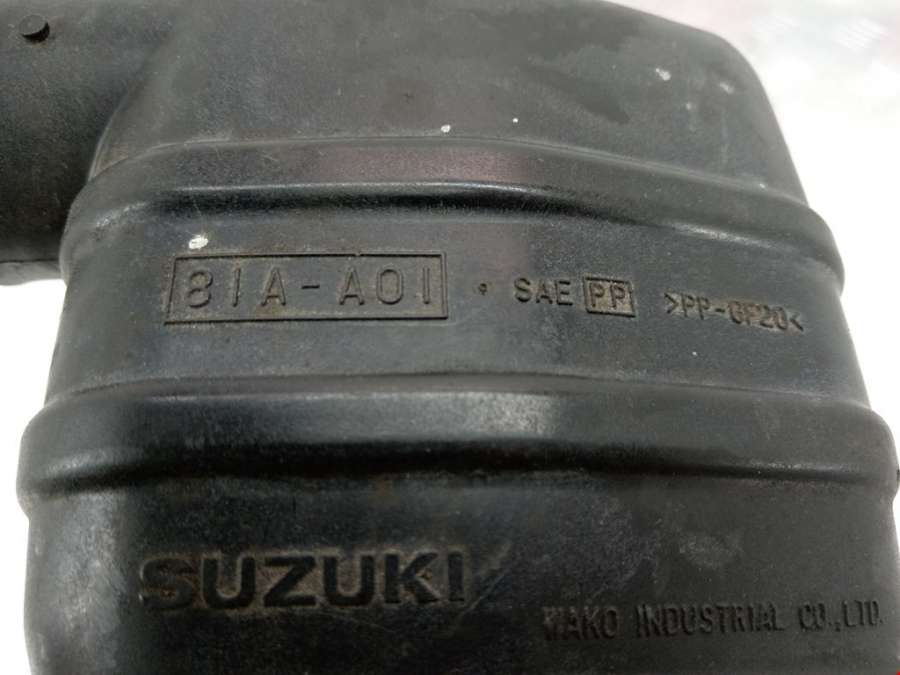 81A-A01 · SAE PP >PP-GF20<
SUZUKI
WAKO INDUSTRIAL CO.,LTD.